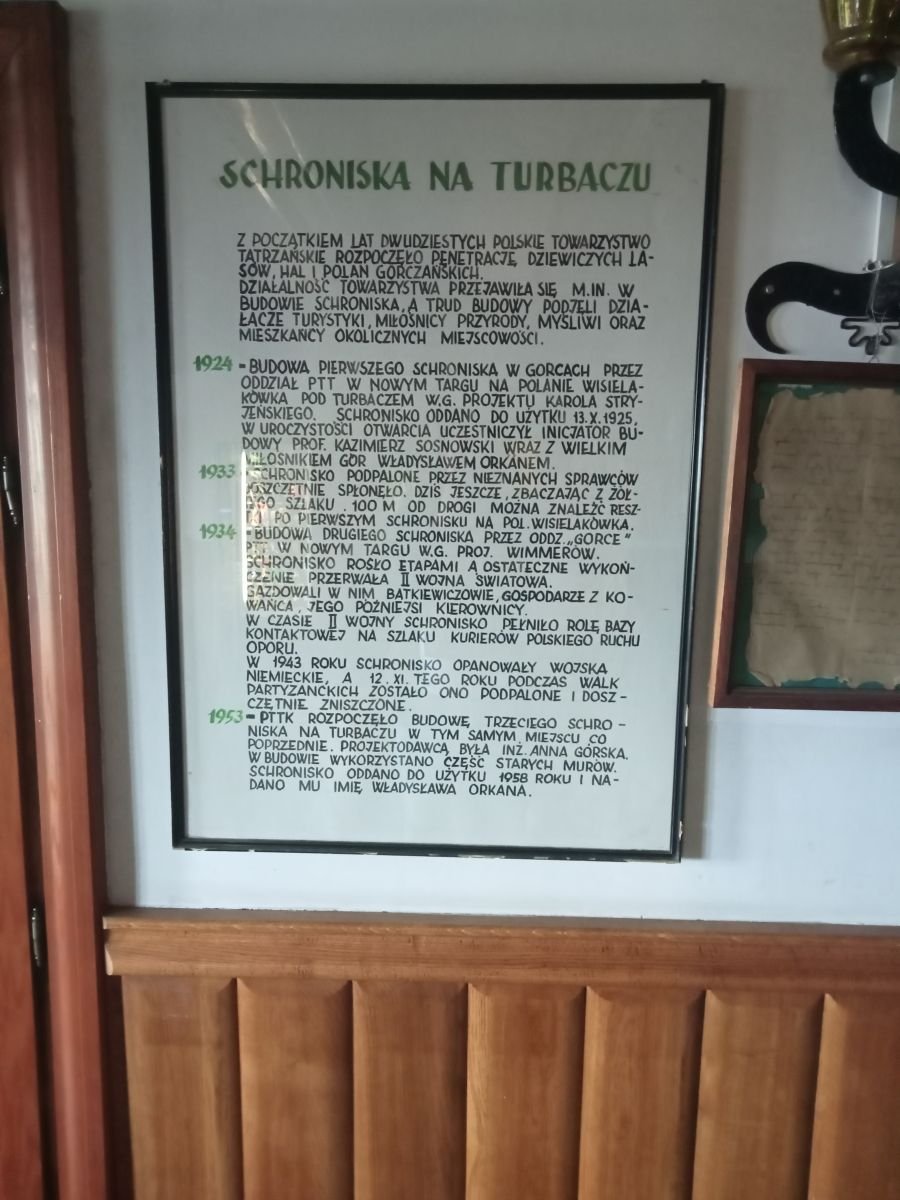 SCHRONISKA NA TURBACZU
Z POCZĄTKIEM LAT DWUDZIESTYCH POLSKIE TOWARZYSTWO
TATRZAŃSKIE ROZPOCZĘŁO PENETRACJĘ DZIEWICZYCH LA-
SÓW, HAL I POLAN GORCZAŃSKICH.
DZIAŁALNOŚĆ TOWARZYSTWA PRZEJAWIŁA SIĘ M.IN. W
BUDOWIE SCHRONISKA, A TRUD BUDOWY PODJĘLI DZIA-
ŁACZE TURYSTYKI, MIŁOŚNICY PRZYRODY, MYŚLIWI ORAZ
MIESZKAŃCY OKOLICZNYCH MIEJSCOWOŚCI.
1924 - BUDOWA PIERWSZEGO SCHRONISKA W GORCACH PRZEZ
ODDZIAŁ PTT W NOWYM TARGU NA POLANIE WISIELA-
KÓWKA POD TURBACZEM W.G. PROJEKTU KAROLA STRY-
JEŃSKIEGO. SCHRONISKO ODDANO DO UŻYTKU 13.X.1925.
W UROCZYSTOŚCI OTWARCIA UCZESTNICZYŁ INICJATOR BU-
DOWY PROF. KAZIMIERZ SOSNOWSKI WRAZ Z WIELKIM
MIŁOŚNIKIEM GÓR WŁADYSŁAWEM ORKANEM.
1933 - SCHRONISKO PODPALONE PRZEZ NIEZNANYCH SPRAWCÓW
DOSZCZĘTNIE SPŁONĘŁO. DZIŚ JESZCZE, ZBACZAJĄC Z ŻÓŁ-
TEGO SZLAKU . 100 M OD DROGI MOŻNA ZNALEŹĆ RESZ-
TKI PO PIERWSZYM SCHRONISKU NA POL. WISIELAKÓWKA.
1934 - BUDOWA DRUGIEGO SCHRONISKA PRZEZ ODDZ. „GORCE"
PTT W NOWYM TARGU W.G. PROJ. WIMMERÓW.
SCHRONISKO ROSŁO ETAPAMI A OSTATECZNE WYKOŃ-
CZENIE PRZERWAŁA II WOJNA ŚWIATOWA.
GAZDOWALI W NIM BATKIEWICZOWIE, GOSPODARZE Z KO-
WAŃCA, JEGO PÓŹNIEJSI KIEROWNICY.
W CZASIE II WOJNY SCHRONISKO PEŁNIŁO ROLĘ BAZY
KONTAKTOWEJ NA SZLAKU KURIERÓW POLSKIEGO RUCHU
OPORU.
W 1943 ROKU SCHRONISKO OPANOWAŁY WOJSKA
NIEMIECKIE, A 12.XI. TEGO ROKU PODCZAS WALK
PARTYZANCKICH ZOSTAŁO ONO PODPALONE I DOSZ-
CZĘTNIE ZNISZCZONE.
1953 - PTTK ROZPOCZĘŁO BUDOWĘ TRZECIEGO SCHRO-
NISKA NA TURBACZU W TYM SAMYM MIEJSCU CO
POPRZEDNIE. PROJEKTODAWCĄ BYŁA INŻ. ANNA GÓRSKA.
W BUDOWIE WYKORZYSTANO CZĘŚĆ STARYCH MURÓW.
SCHRONISKO ODDANO DO UŻYTKU 1958 ROKU I NA-
DANO MU IMIĘ WŁADYSŁAWA ORKANA.